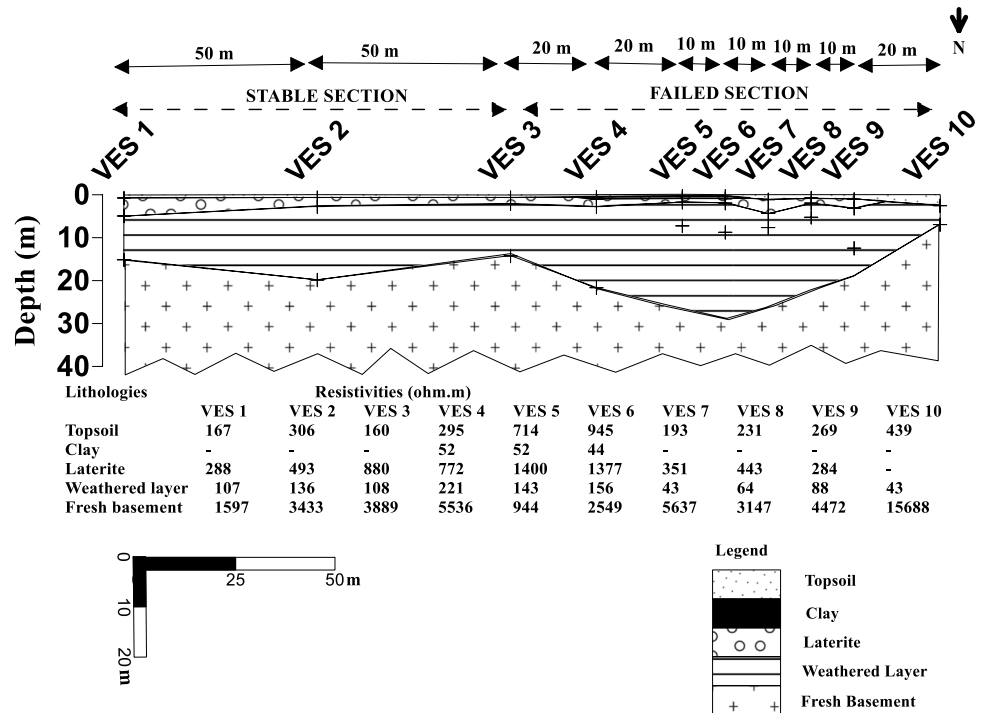 N
50 m 50 m 20 m 20 m 10 m 10 m 10 m 10 m 20 m
STABLE SECTION FAILED SECTION
VES 1 VES 2 VES 3 VES 4 VES 5 VES 6 VES 7 VES 8 VES 9 VES 10
Depth (m)
0
10
20
30
40
Lithologies Resistivities (ohm.m)
VES 1 VES 2 VES 3 VES 4 VES 5 VES 6 VES 7 VES 8 VES 9 VES 10
Topsoil 167 306 160 295 714 945 193 231 269 439
Clay - - - 52 52 44 - - - -
Laterite 288 493 880 772 1400 1377 351 443 284 -
Weathered layer 107 136 108 221 143 156 43 64 88 43
Fresh basement 1597 3433 3889 5536 944 2549 5637 3147 4472 15688
0
25 50 m
10
20 m
Legend
Topsoil
Clay
Laterite
Weathered Layer
Fresh Basement